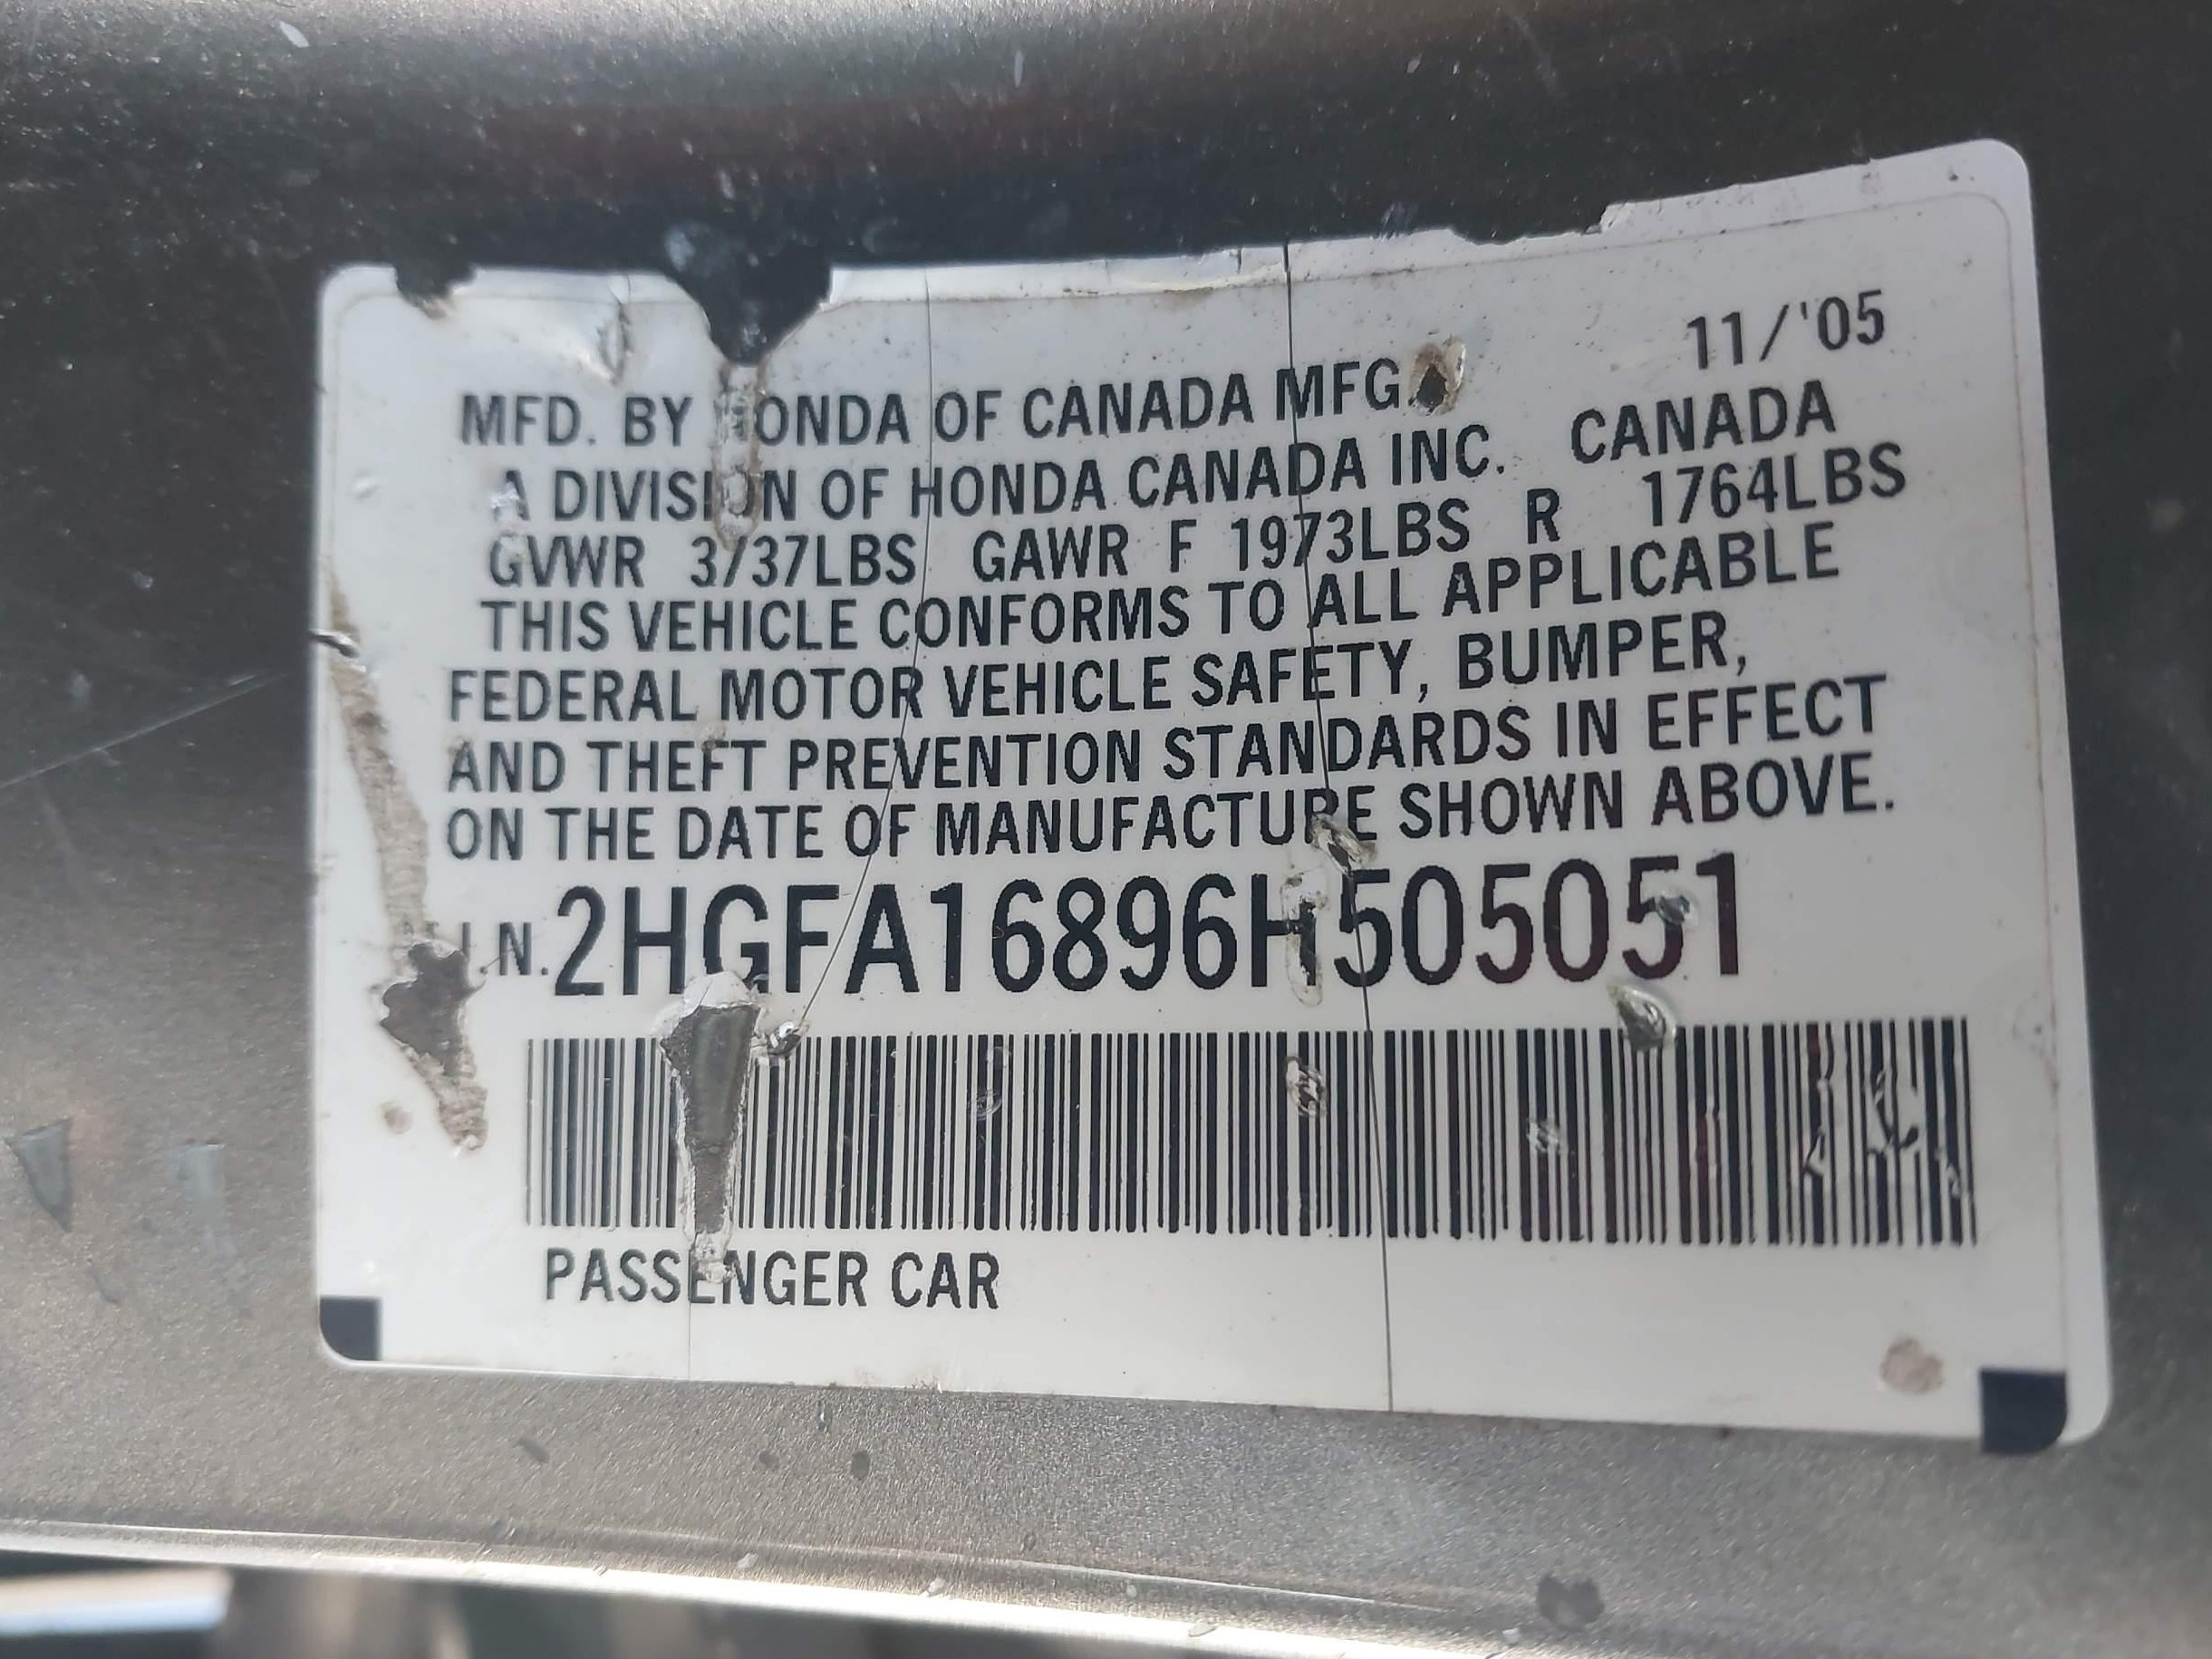 11/'05
MFD. BY HONDA OF CANADA MFG.
A DIVISION OF HONDA CANADA INC. CANADA
GVWR 3737LBS GAWR F 1973LBS R 1764LBS
THIS VEHICLE CONFORMS TO ALL APPLICABLE
FEDERAL MOTOR VEHICLE SAFETY, BUMPER,
AND THEFT PREVENTION STANDARDS IN EFFECT
ON THE DATE OF MANUFACTURE SHOWN ABOVE.
.I.N. 2HGFA16896H505051
PASSENGER CAR